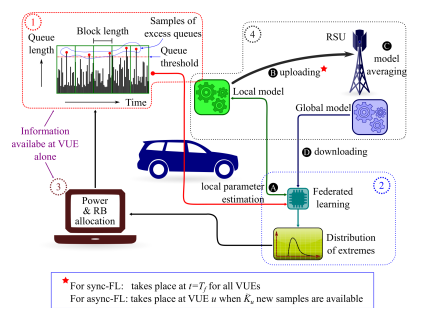 1
Block length
Samples of
excess queues
Queue
length
Queue
threshold
Time
4
RSU
C
model
averaging
B uploading
Local model
Global model
Information
availabe at VUE
alone
D downloading
3
Power
& RB
allocation
local parameter
estimation
A
2
Federated
learning
Distribution
of extremes
For sync-FL: takes place at t=Tf for all VUEs
For async-FL: takes place at VUE u when K̄u new samples are available